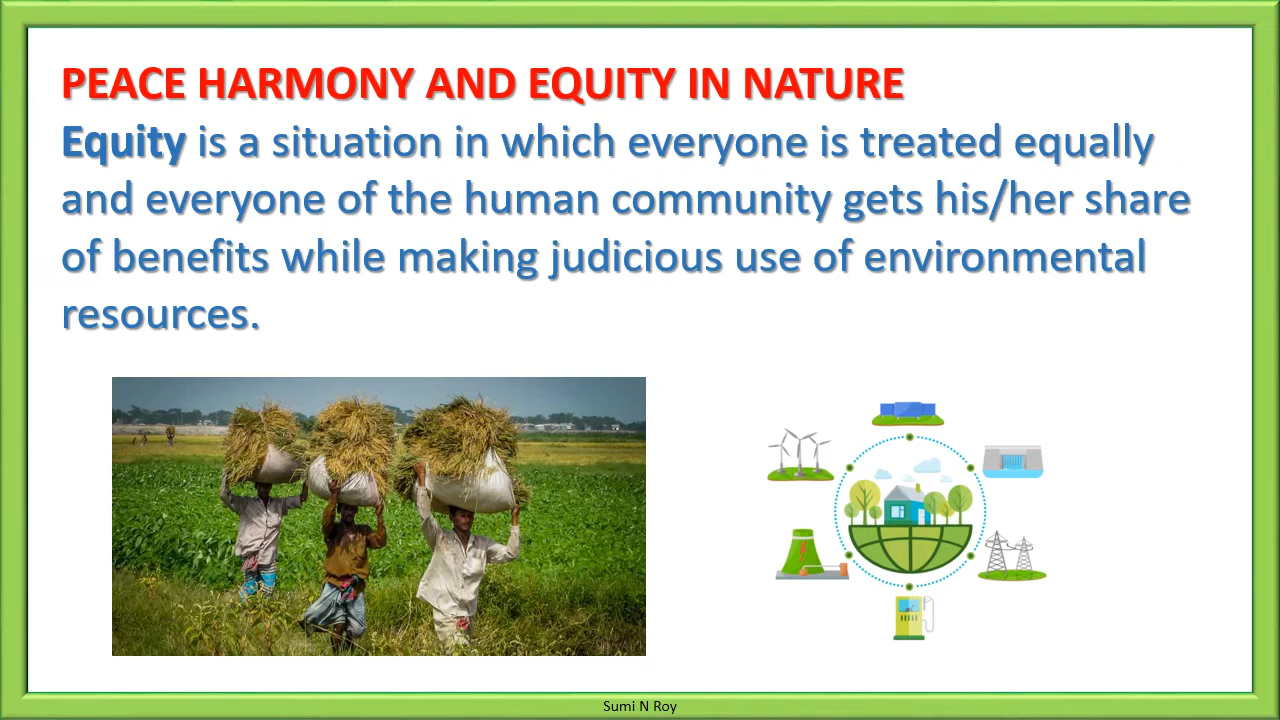 PEACE HARMONY AND EQUITY IN NATURE
Equity is a situation in which everyone is treated equally
and everyone of the human community gets his/her share
of benefits while making judicious use of environmental
resources.
Sumi N Roy